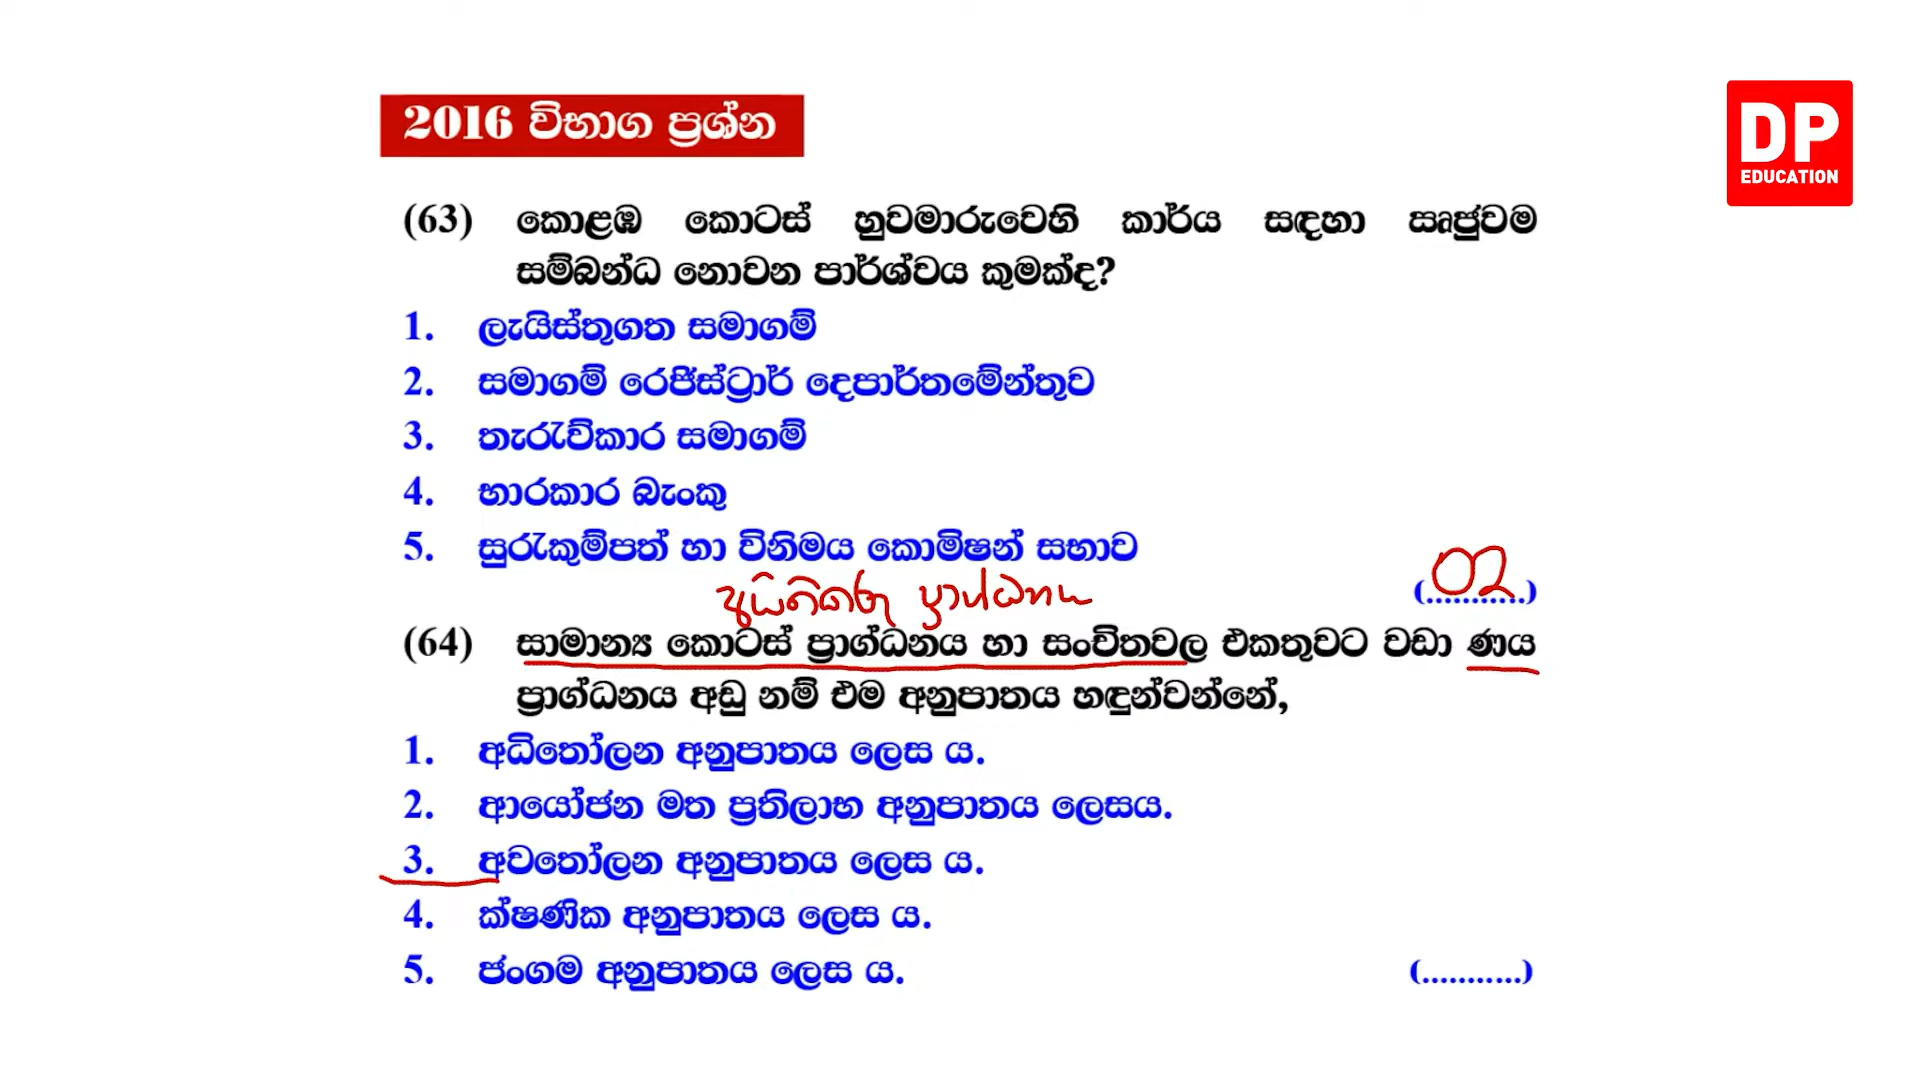 2016 විභාග ප්‍රශ්න
DP
EDUCATION
(63) කොළඹ කොටස් හුවමාරුවෙහි කාර්ය සඳහා ඍජුවම
සම්බන්ධ නොවන පාර්ශ්වය කුමක්ද?
1. ලැයිස්තුගත සමාගම්
2. සමාගම් රෙජිස්ට්‍රාර් දෙපාර්තමේන්තුව
3. තැරැව්කාර සමාගම්
4. භාරකාර බැංකු
5. සුරැකුම්පත් හා විනිමය කොමිෂන් සභාව
(02)
ප්‍රාග්ධනය
(64) සාමාන්‍ය කොටස් ප්‍රාග්ධනය හා සංචිතවල එකතුවට වඩා ණය
ප්‍රාග්ධනය අඩු නම් එම අනුපාතය හඳුන්වන්නේ,
1. අධිතෝලන අනුපාතය ලෙස ය.
2. ආයෝජන මත ප්‍රතිලාභ අනුපාතය ලෙසය.
3. අවතෝලන අනුපාතය ලෙස ය.
4. ක්ෂණික අනුපාතය ලෙස ය.
5. ජංගම අනුපාතය ලෙස ය.
(...........)